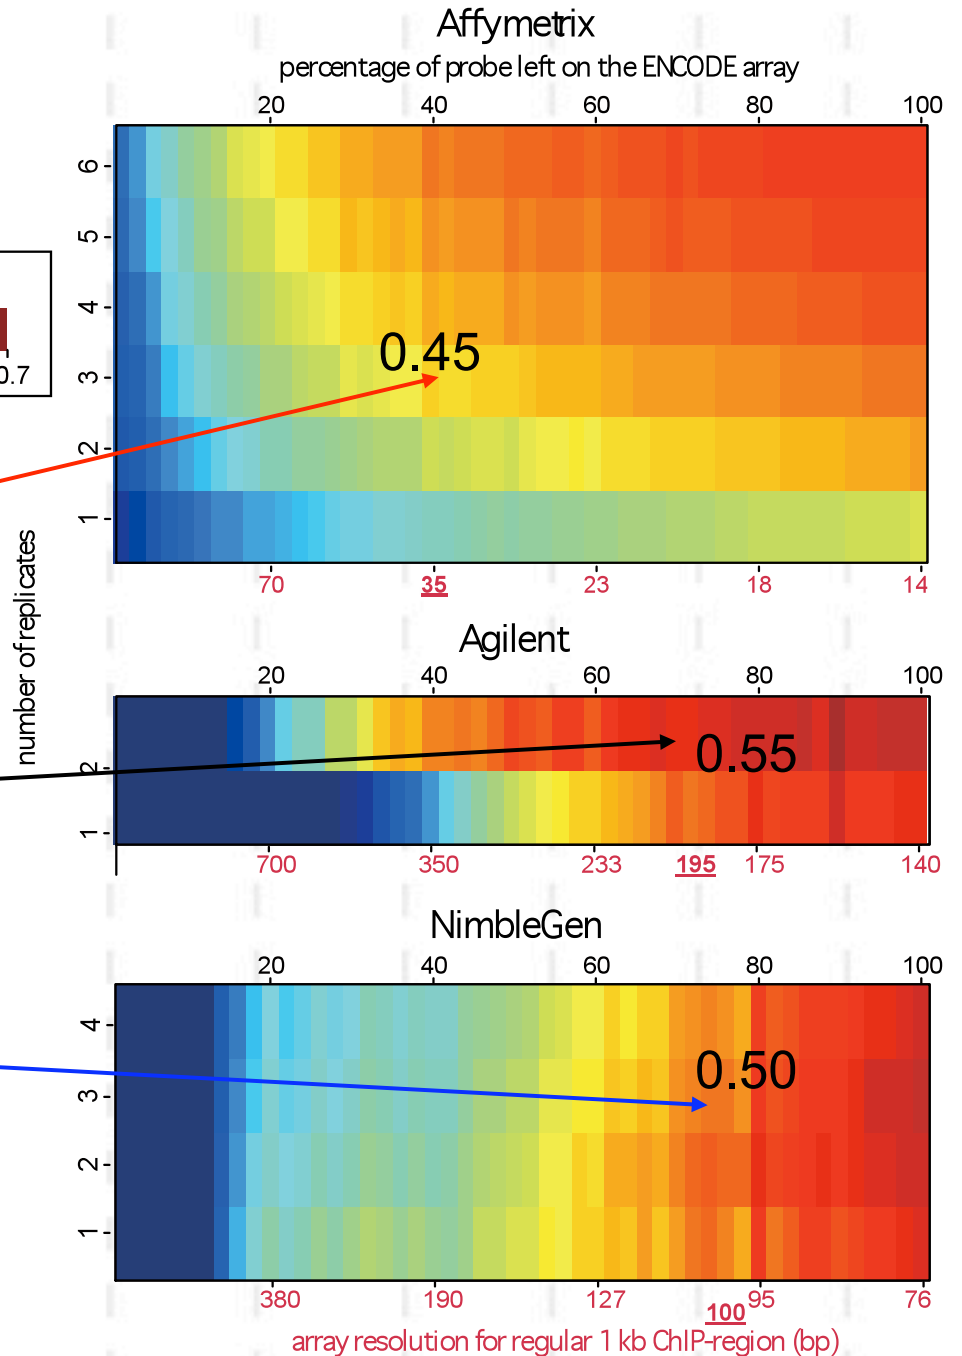 Affymetrix
percentage of probe left on the ENCODE array
20 40 60 80 100
6
5
4
0.45
3
0.7
2
1
70 35 23 18 14
number of replicates
Agilent
20 40 60 80 100
0.55
2
1
700 350 233 195 175 140
NimbleGen
20 40 60 80 100
4
0.50
3
2
1
380 190 127 100 95 76
array resolution for regular 1 kb ChIP-region (bp)